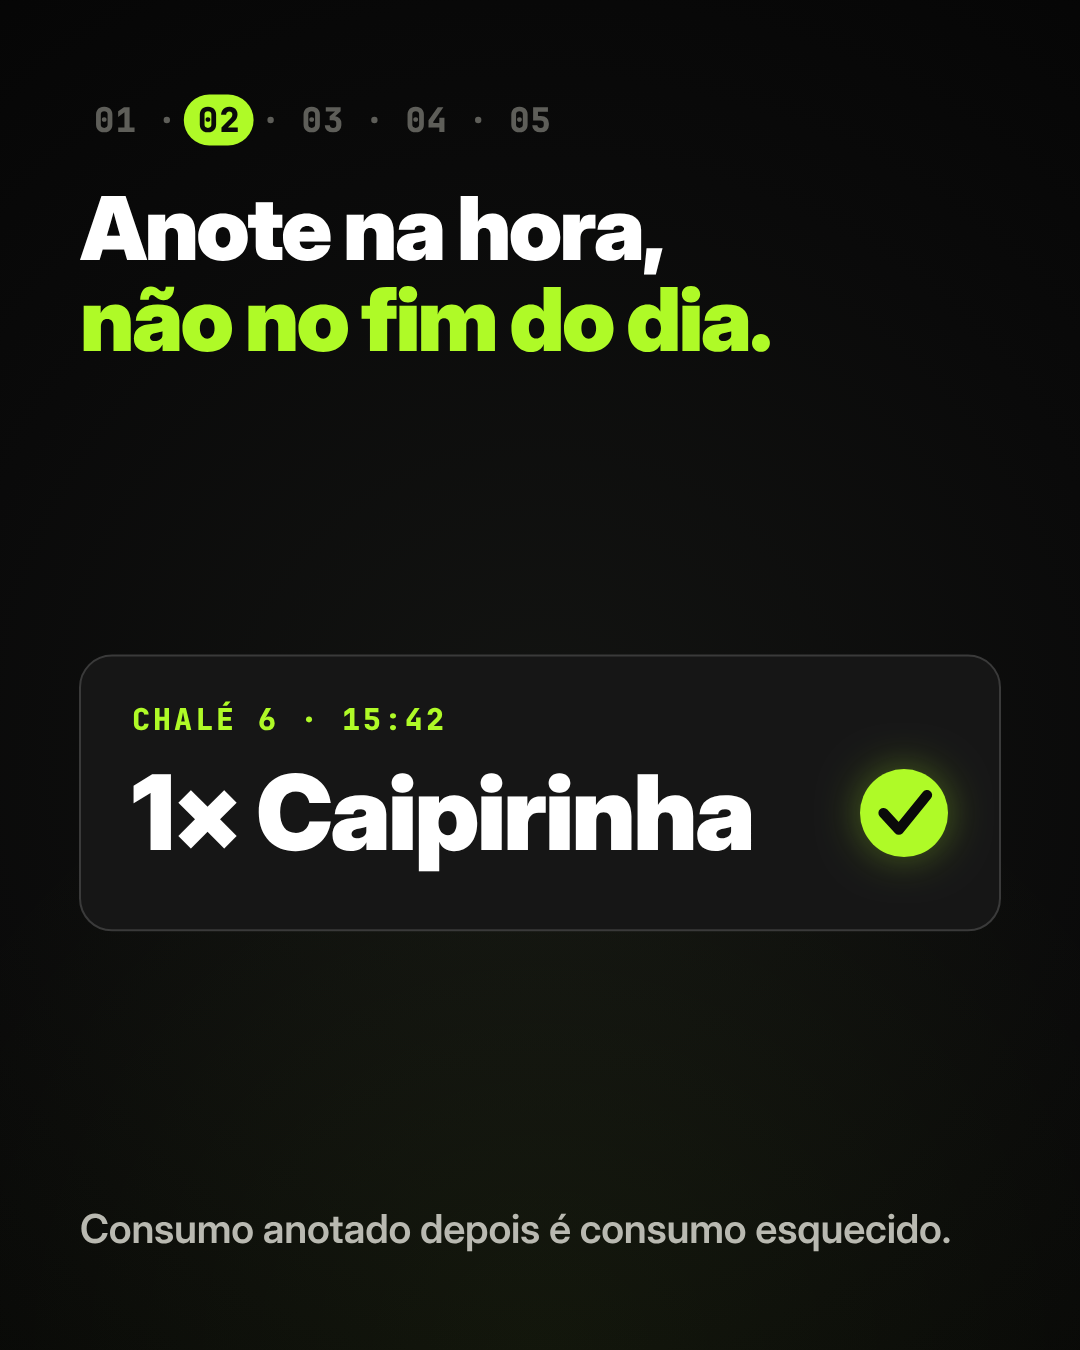 01 · 02 · 03 · 04 · 05
Anote na hora,
não no fim do dia.
CHALÉ 6 · 15:42
1× Caipirinha
Consumo anotado depois é consumo esquecido.